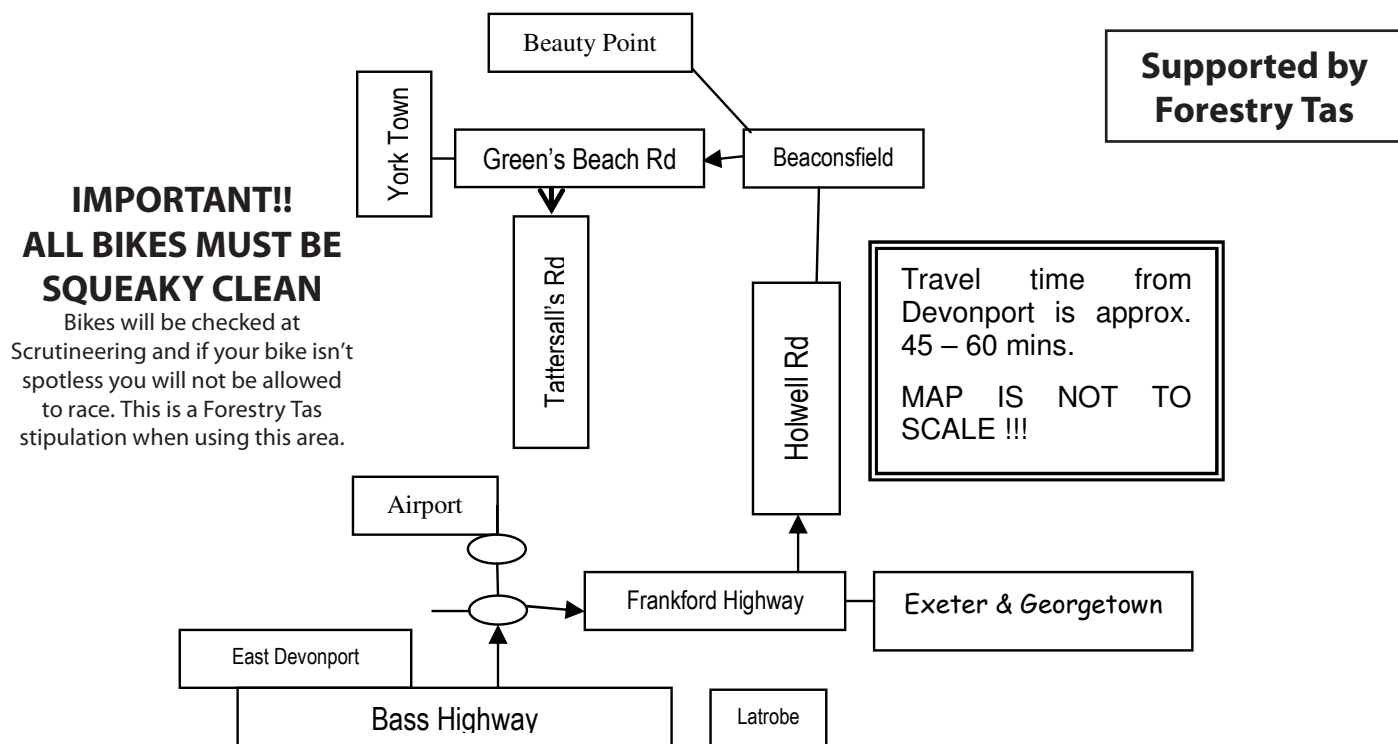 Beauty Point
Supported by
Forestry Tas
York Town
Green's Beach Rd
Beaconsfield
IMPORTANT!!
ALL BIKES MUST BE
SQUEAKY CLEAN
Bikes will be checked at
Scrutineering and if your bike isn't
spotless you will not be allowed
to race. This is a Forestry Tas
stipulation when using this area.
Tattersall's Rd
Holwell Rd
Travel time from
Devonport is approx.
45 – 60 mins.
MAP IS NOT TO
SCALE !!!
Airport
Frankford Highway
Exeter & Georgetown
East Devonport
Bass Highway
Latrobe